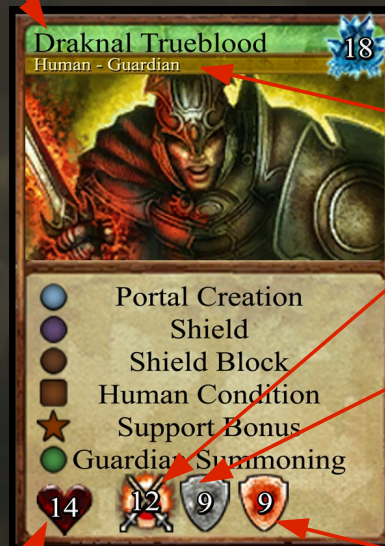 Draknal Trueblood
18
Human - Guardian
Portal Creation
Shield
Shield Block
Human Condition
Support Bonus
Guardian Summoning
14 12 9 9